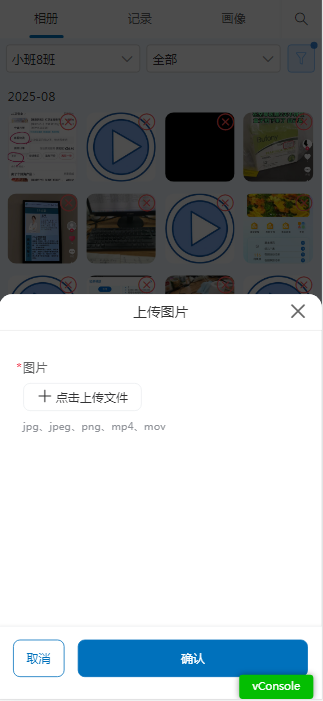 相册 记录 画像
小班8班 全部
2025-08
上传图片
*图片
点击上传文件
jpg、jpeg、png、mp4、mov
取消 确认
vConsole